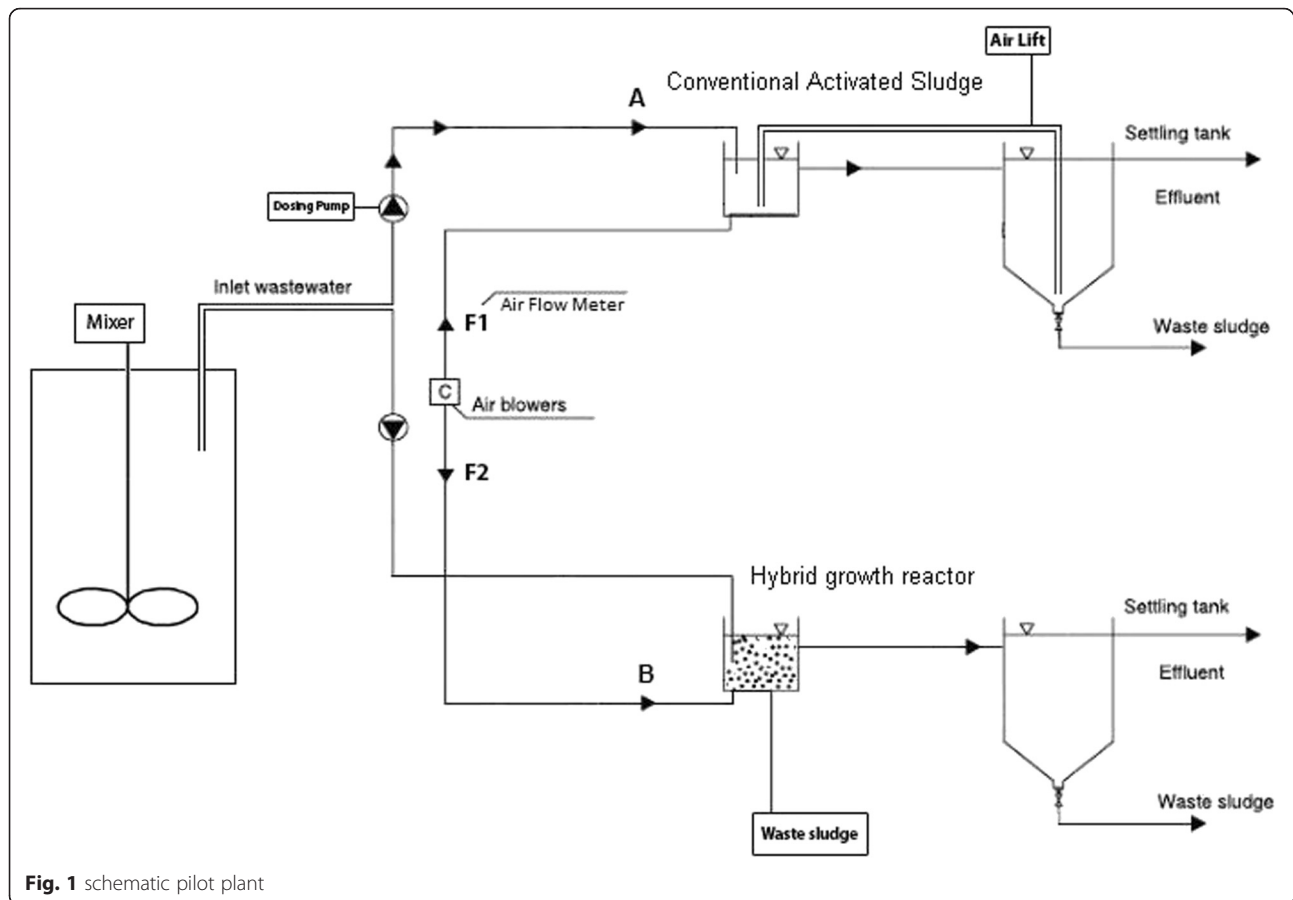 Air Lift
Conventional Activated Sludge
A
Settling tank
Effluent
Dosing Pump
Inlet wastewater
Mixer
Air Flow Meter
F1
Waste sludge
C
Air blowers
F2
Hybrid growth reactor
Settling tank
Effluent
B
Waste sludge
Waste sludge
Fig. 1 schematic pilot plant